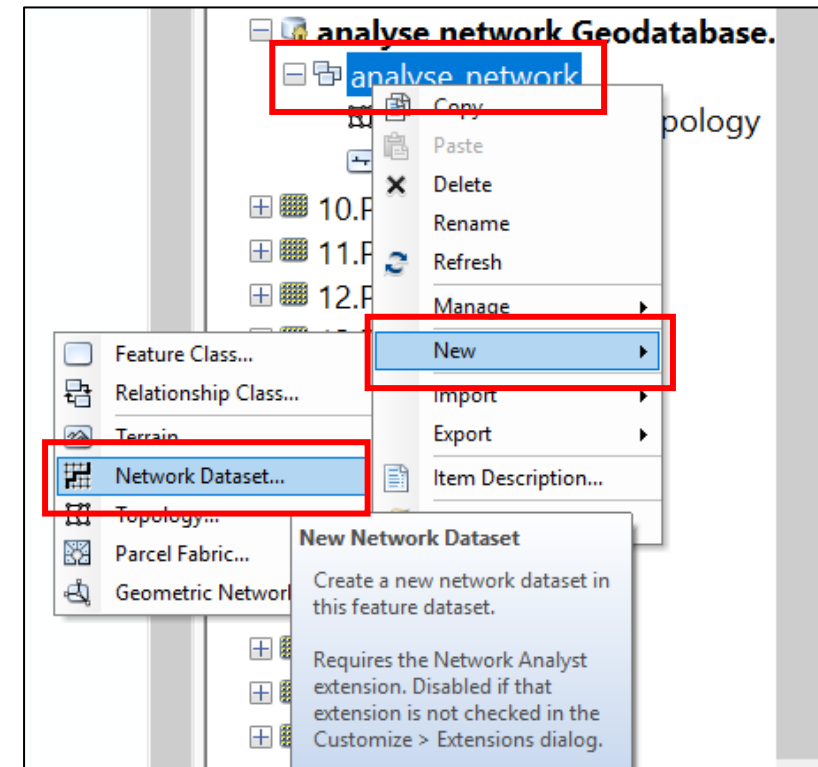 analyse network Geodatabase.
analyse_network
Copy
pology
Paste
Delete
10.P
Rename
11.F
Refresh
12.F
Manage
New
Import
Export
Item Description...
Feature Class...
Relationship Class...
Terrain
Network Dataset...
Topology...
Parcel Fabric...
Geometric Networ
New Network Dataset
Create a new network dataset in
this feature dataset.
Requires the Network Analyst
extension. Disabled if that
extension is not checked in the
Customize > Extensions dialog.